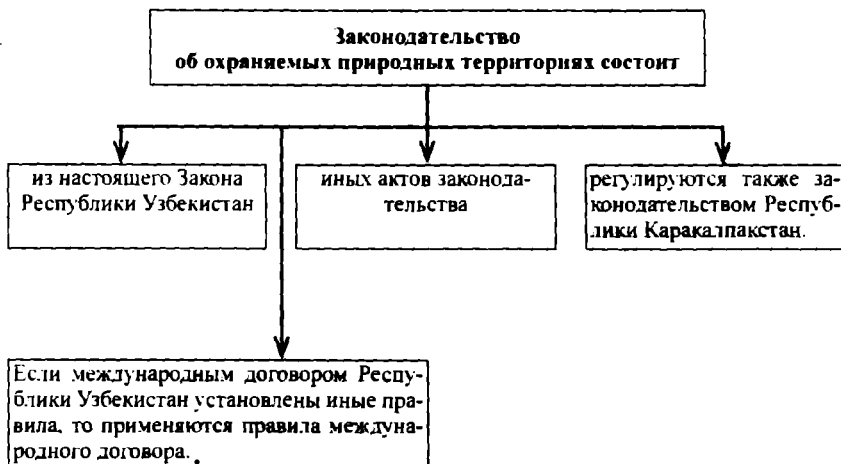 Законодательство
об охраняемых природных территориях состоит
из настоящего Закона
Республики Узбекистан
иных актов законода-
тельства
регулируются также за-
конодательством Респуб-
лики Каракалпакстан.
Если международным договором Респу-
блики Узбекистан установлены иные пра-
вила, то применяются правила междуна-
родного договора.